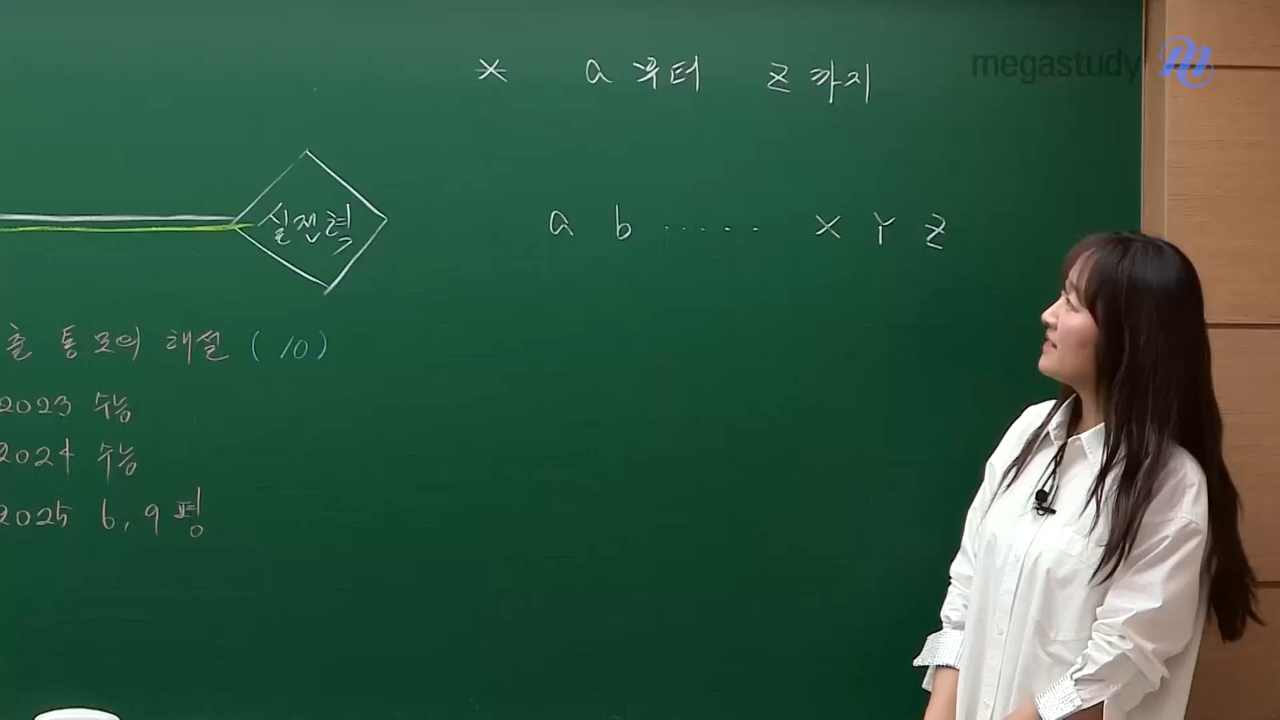 * a 부터 z 까지
megastudy M
실전력
a b ····· x y z
출 통모의 해설 (10)
2023 수능
2024 수능
2025 6, 9 평